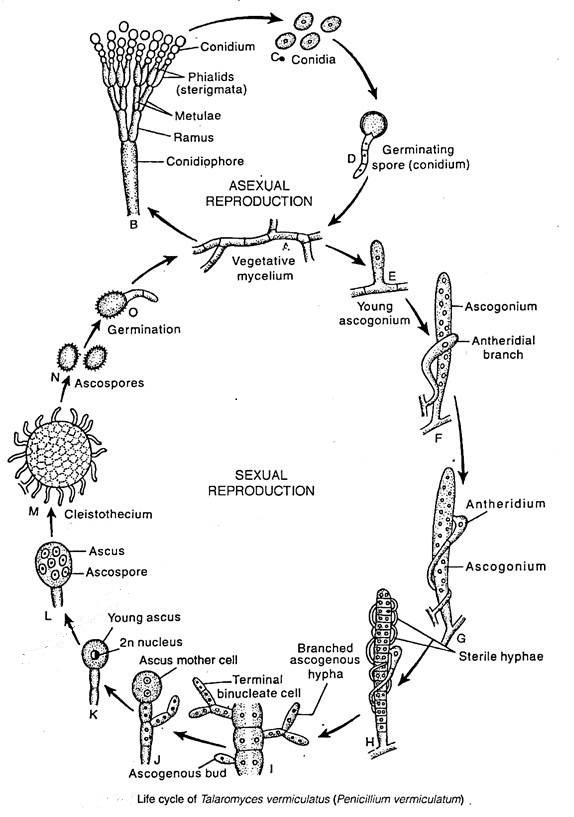 Conidium
Phialids
(sterigmata)
Metulae
Ramus
Conidiophore
B
C
Conidia
D
Germinating
spore (conidium)
ASEXUAL
REPRODUCTION
A
Vegetative
mycelium
E
Young
ascogonium
Ascogonium
Antheridial
branch
F
Antheridium
Ascogonium
G
Sterile hyphae
H
Branched
ascogenous
hypha
Terminal
binucleate cell
I
Ascogenous bud
Ascus mother cell
J
Young ascus
2n nucleus
K
Ascus
Ascospore
L
M
Cleistothecium
N
Ascospores
O
Germination
SEXUAL
REPRODUCTION
Life cycle of Talaromyces vermiculatus (Penicillium vermiculatum) .